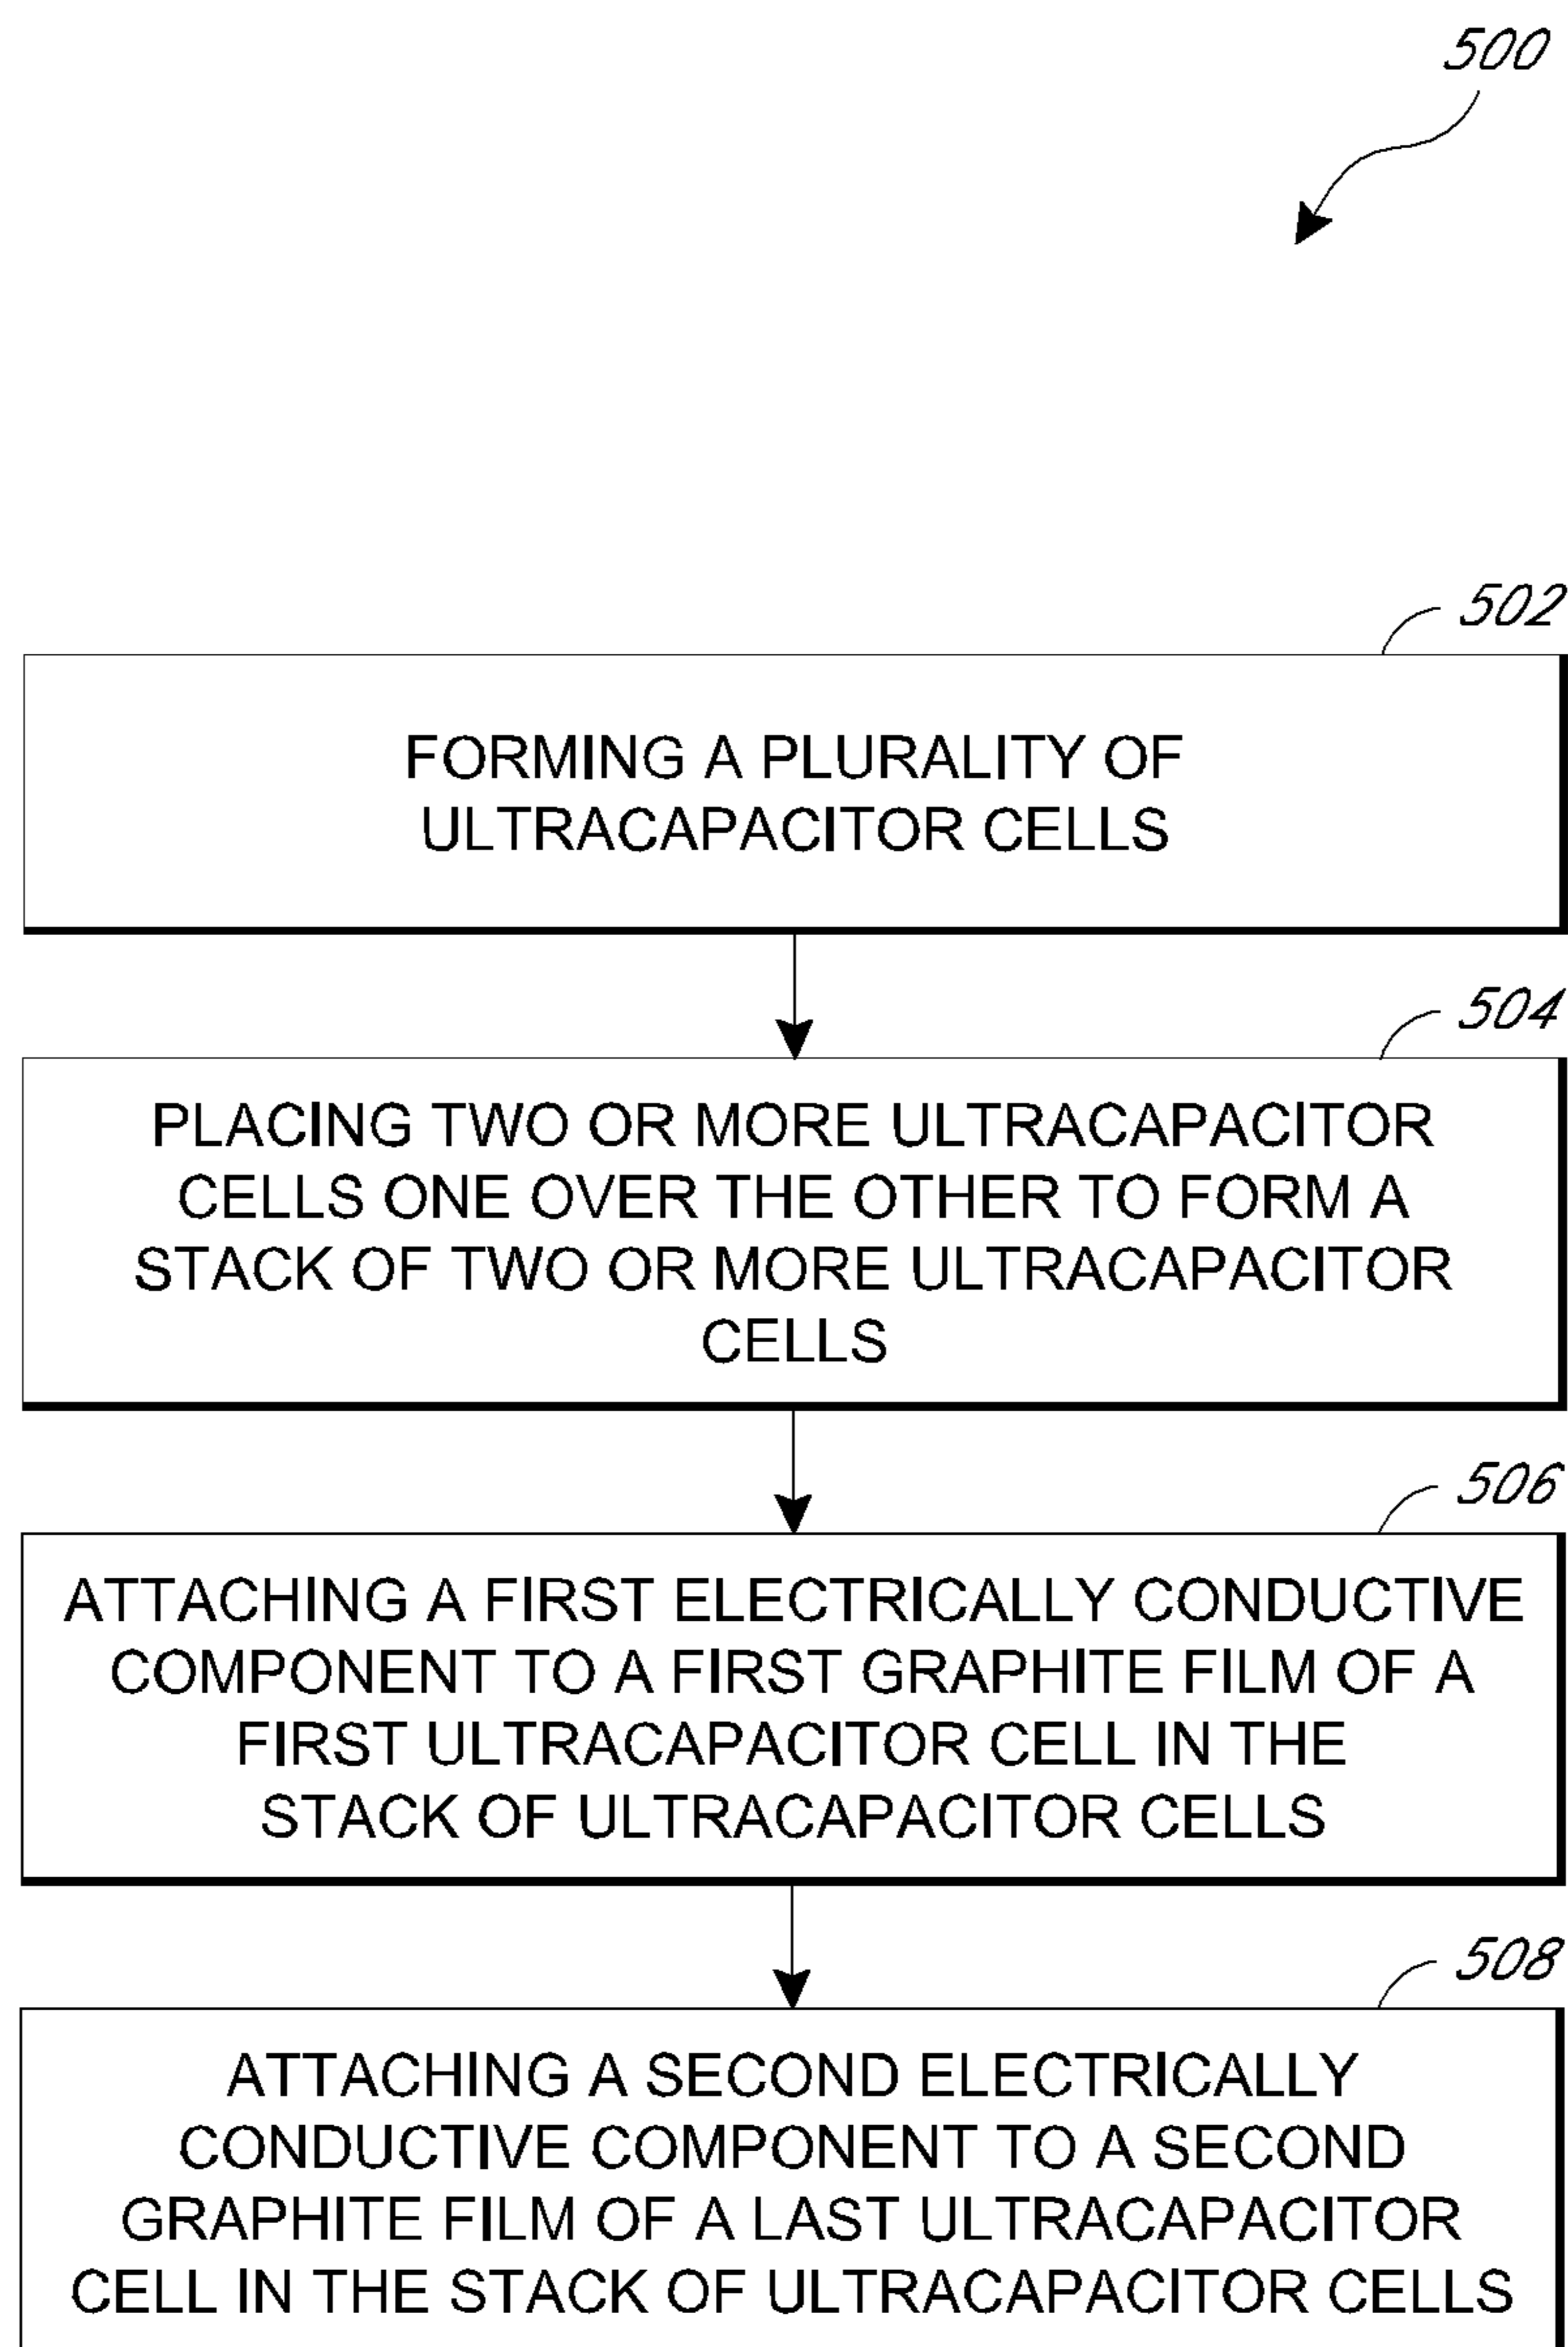 500
502
FORMING A PLURALITY OF
ULTRACAPACITOR CELLS
504
PLACING TWO OR MORE ULTRACAPACITOR
CELLS ONE OVER THE OTHER TO FORM A
STACK OF TWO OR MORE ULTRACAPACITOR
CELLS
506
ATTACHING A FIRST ELECTRICALLY CONDUCTIVE
COMPONENT TO A FIRST GRAPHITE FILM OF A
FIRST ULTRACAPACITOR CELL IN THE
STACK OF ULTRACAPACITOR CELLS
508
ATTACHING A SECOND ELECTRICALLY
CONDUCTIVE COMPONENT TO A SECOND
GRAPHITE FILM OF A LAST ULTRACAPACITOR
CELL IN THE STACK OF ULTRACAPACITOR CELLS